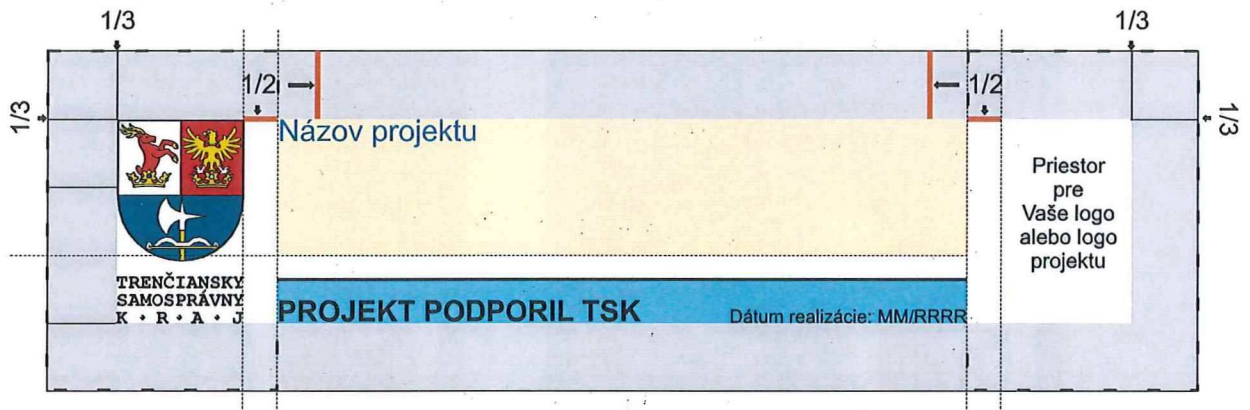 1/3
1/3
1/2
1/2
1/3
1/3
Názov projektu
Priestor
pre
Vaše logo
alebo logo
projektu
TRENČIANSKY
SAMOSPRÁVNY
K • R • A • J
PROJEKT PODPORIL TSK
Dátum realizácie: MM/RRRR